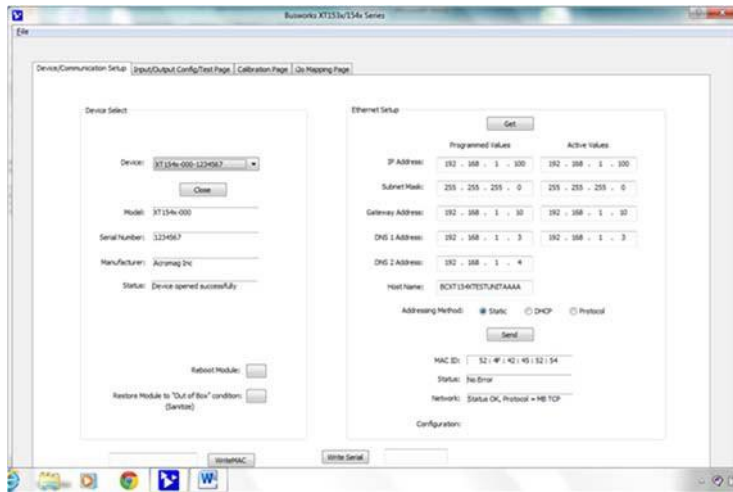 Busworks XT153x/154x Series
File
Device/Communication Setup
Input/Output Config/Test Page
Calibration Page
I2o Mapping Page
Device Select
Device: XT154x-000-1234567
Close
Model: XT154x-000
Serial Number: 1234567
Manufacturer: Acromag Inc
Status: Device opened successfully
Reboot Module:
Restore Module to "Out of Box" condition:
(Sanitize)
Ethernet Setup
Get
Programmed Values
Active Values
IP Address: 192 . 168 . 1 . 100 192 . 168 . 1 . 100
Subnet Mask: 255 . 255 . 255 . 0 255 . 255 . 255 . 0
Gateway Address: 192 . 168 . 1 . 10 192 . 168 . 1 . 10
DNS 1 Address: 192 . 168 . 1 . 3 192 . 168 . 1 . 3
DNS 2 Address: 192 . 168 . 1 . 4
Host Name: BCXT154XTESTUNITAAAA
Addressing Method: Static DHCP Protocol
Send
MAC ID: 52 : 4F : 42 : 45 : 52 : 54
Status: No Error
Network: Status OK, Protocol = MB TCP
Configuration:
WriteMAC
Write Serial